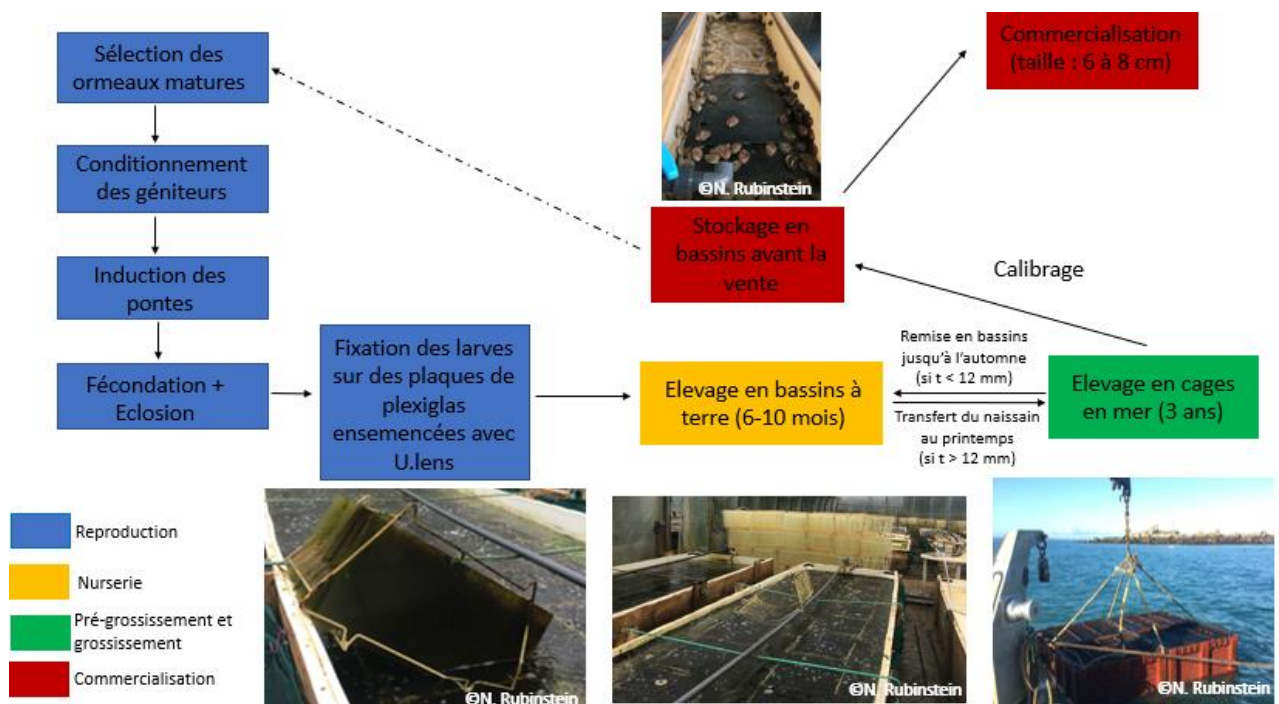 Sélection des
ormeaux matures
Conditionnement
des géniteurs
Induction des
pontes
Fécondation +
Eclosion
Fixation des larves
sur des plaques de
plexiglas
ensemencées avec
U.lens
Elevage en bassins à
terre (6-10 mois)
Remise en bassins
jusqu'à l'automne
(si t < 12 mm)
Transfert du naissain
au printemps
(si t > 12 mm)
Elevage en cages
en mer (3 ans)
Calibrage
Stockage en
bassins avant la
vente
Commercialisation
(taille : 6 à 8 cm)
©N. Rubinstein
Reproduction
Nurserie
Pré-grossissement et
grossissement
Commercialisation
©N. Rubinstein
©N. Rubinstein
©N. Rubinstein